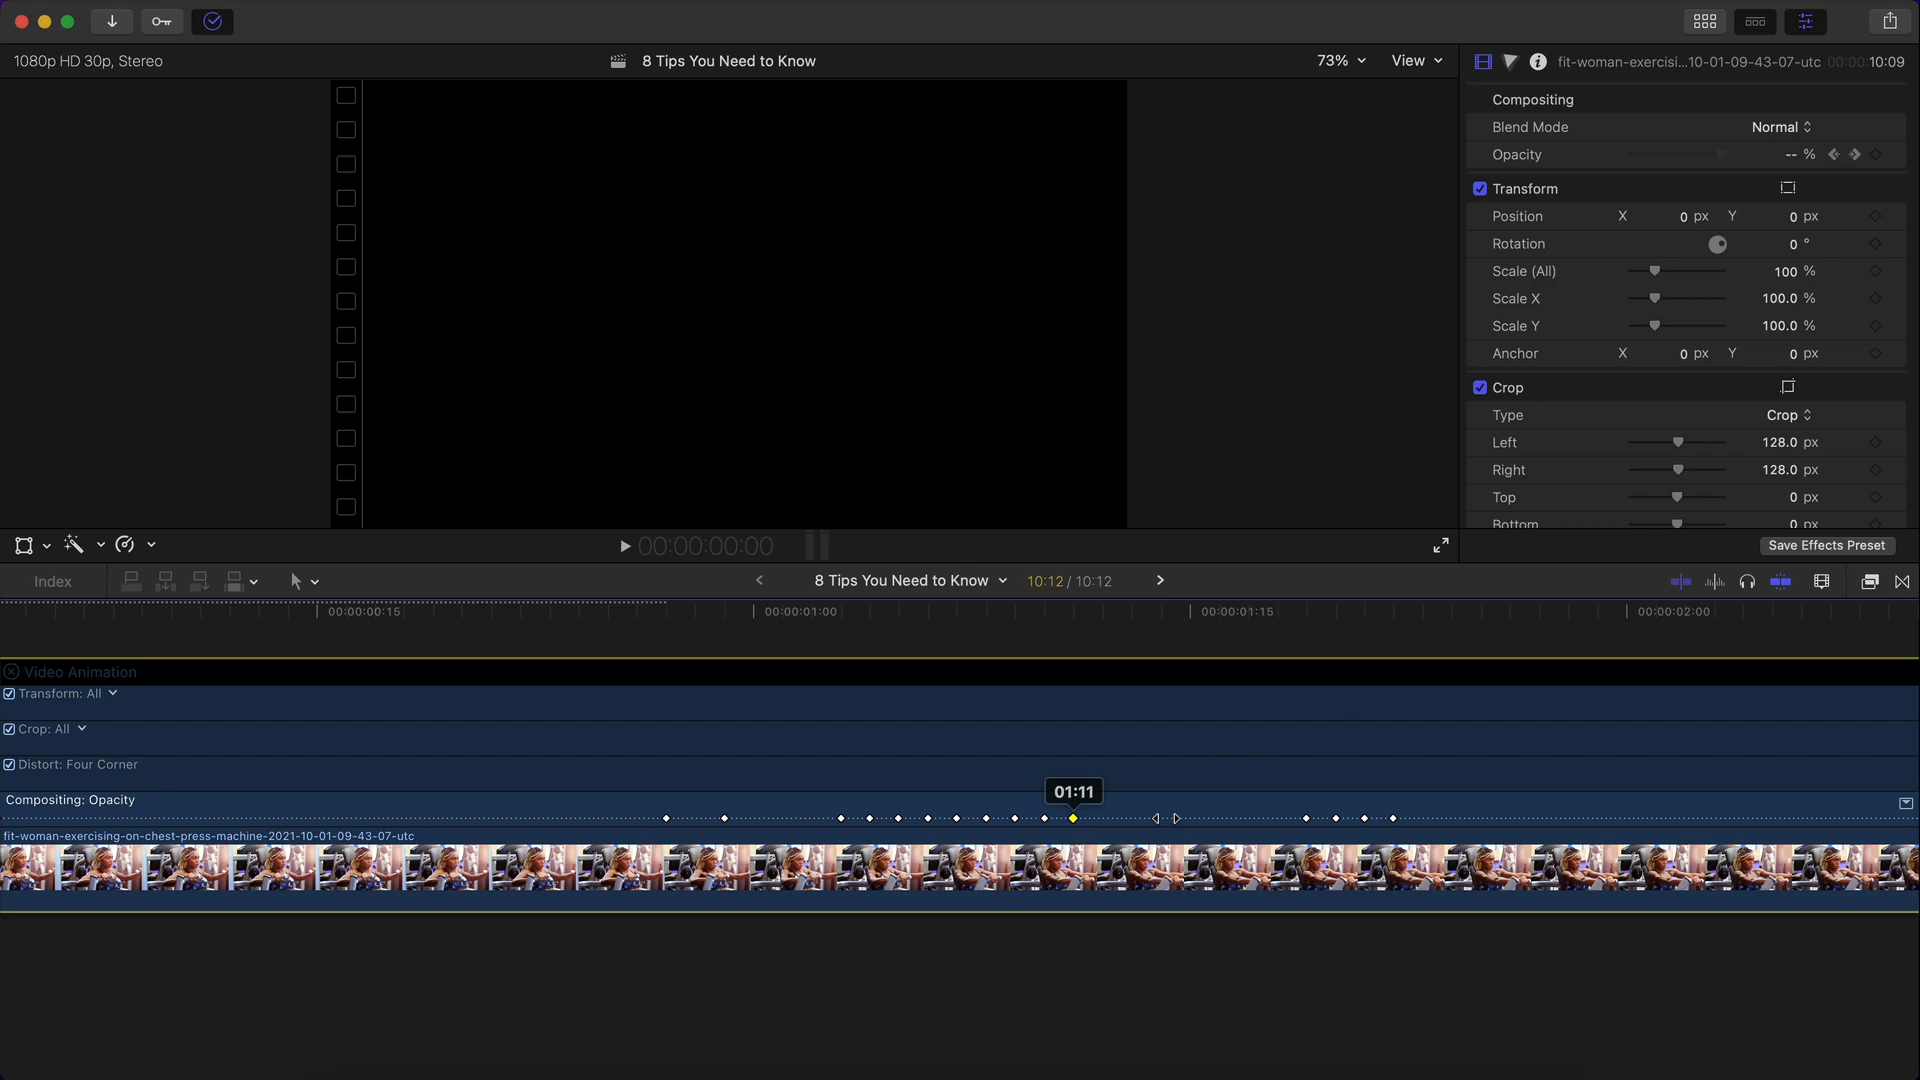 1080p HD 30p, Stereo
8 Tips You Need to Know
73%
View
fit-woman-exercisi...10-01-09-43-07-utc
00:00:10:09
Compositing
Blend Mode
Normal
Opacity
-- %
Transform
Position
X
0 px
Y
0 px
Rotation
0 °
Scale (All)
100 %
Scale X
100.0 %
Scale Y
100.0 %
Anchor
X
0 px
Y
0 px
Crop
Type
Crop
Left
128.0 px
Right
128.0 px
Top
0 px
Bottom
0 px
00:00:00:00
Save Effects Preset
Index
8 Tips You Need to Know
10:12 / 10:12
00:00:00:15
00:00:01:00
00:00:01:15
00:00:02:00
Video Animation
Transform: All
Crop: All
Distort: Four Corner
Compositing: Opacity
01:11
fit-woman-exercising-on-chest-press-machine-2021-10-01-09-43-07-utc